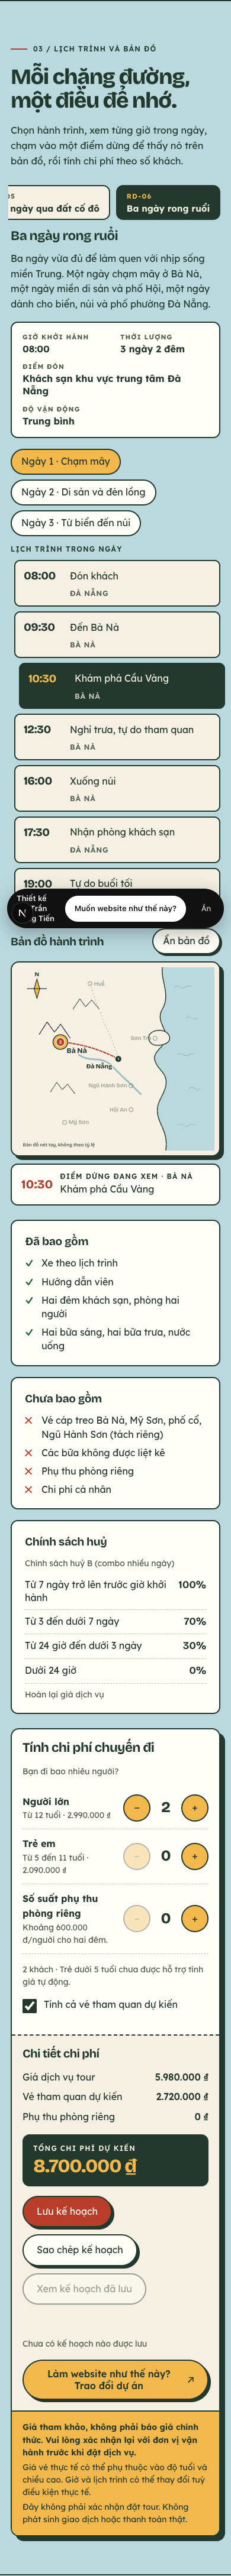 03 / LỊCH TRÌNH VÀ BẢN ĐỒ
Mỗi chặng đường,
một điều để nhớ.
Chọn hành trình, xem từng giờ trong ngày,
chạm vào một điểm dừng để thấy nó trên
bản đồ, rồi tính chi phí theo số khách.
RD-06
ngày qua đất cố đô
Ba ngày rong ruổi
Ba ngày rong ruổi
Ba ngày vừa đủ để làm quen với nhịp sống
miền Trung. Một ngày chạm mây ở Bà Nà,
một ngày miền di sản và phố Hội, một ngày
dành cho biển, núi và phố phường Đà Nẵng.
GIỜ KHỞI HÀNH
08:00
THỜI LƯỢNG
3 ngày 2 đêm
ĐIỂM ĐÓN
Khách sạn khu vực trung tâm Đà
Nẵng
ĐỘ VẬN ĐỘNG
Trung bình
Ngày 1 · Chạm mây
Ngày 2 · Di sản và đèn lồng
Ngày 3 · Từ biển đến núi
LỊCH TRÌNH TRONG NGÀY
08:00 Đón khách
ĐÀ NẴNG
09:30 Đến Bà Nà
BÀ NÀ
10:30 Khám phá Cầu Vàng
BÀ NÀ
12:30 Nghỉ trưa, tự do tham quan
BÀ NÀ
16:00 Xuống núi
BÀ NÀ
17:30 Nhận phòng khách sạn
ĐÀ NẴNG
19:00 Tự do buổi tối
Thiết kế
Trần
Tiến
N
Muốn website như thế này?
Ẩn
Bản đồ hành trình
Ẩn bản đồ
N
Huế
Bà Nà
Sơn Trà
Đà Nẵng
Ngũ Hành Sơn
Hội An
Mỹ Sơn
Bản đồ nét tay, không theo tỷ lệ
10:30
ĐIỂM DỪNG ĐANG XEM · BÀ NÀ
Khám phá Cầu Vàng
Đã bao gồm
Xe theo lịch trình
Hướng dẫn viên
Hai đêm khách sạn, phòng hai
người
Hai bữa sáng, hai bữa trưa, nước
uống
Chưa bao gồm
Vé cáp treo Bà Nà, Mỹ Sơn, phố cổ,
Ngũ Hành Sơn (tách riêng)
Các bữa không được liệt kê
Phụ thu phòng riêng
Chi phí cá nhân
Chính sách huỷ
Chính sách huỷ B (combo nhiều ngày)
Từ 7 ngày trở lên trước giờ khởi
hành
100%
Từ 3 đến dưới 7 ngày 70%
Từ 24 giờ đến dưới 3 ngày 30%
Dưới 24 giờ 0%
Hoàn lại giá dịch vụ
Tính chi phí chuyến đi
Bạn đi bao nhiêu người?
Người lớn
Từ 12 tuổi · 2.990.000 ₫
− 2 +
Trẻ em
Từ 5 đến 11 tuổi ·
2.090.000 ₫
− 0 +
Số suất phụ thu
phòng riêng
Khoảng 600.000
đ/người cho hai đêm.
− 0 +
2 khách · Trẻ dưới 5 tuổi chưa được hỗ trợ tính
giá tự động.
Tính cả vé tham quan dự kiến
Chi tiết chi phí
Giá dịch vụ tour 5.980.000 ₫
Vé tham quan dự kiến 2.720.000 ₫
Phụ thu phòng riêng 0 ₫
TỔNG CHI PHÍ DỰ KIẾN
8.700.000 ₫
Lưu kế hoạch
Sao chép kế hoạch
Xem kế hoạch đã lưu
Chưa có kế hoạch nào được lưu
Làm website như thế này?
Trao đổi dự án
Giá tham khảo, không phải báo giá chính
thức. Vui lòng xác nhận lại với đơn vị vận
hành trước khi đặt dịch vụ.
Giá vé thực tế có thể phụ thuộc vào độ tuổi và
chiều cao. Giờ và lịch trình có thể thay đổi tuỳ
điều kiện thực tế.
Đây không phải xác nhận đặt tour. Không
phát sinh giao dịch hoặc thanh toán thật.